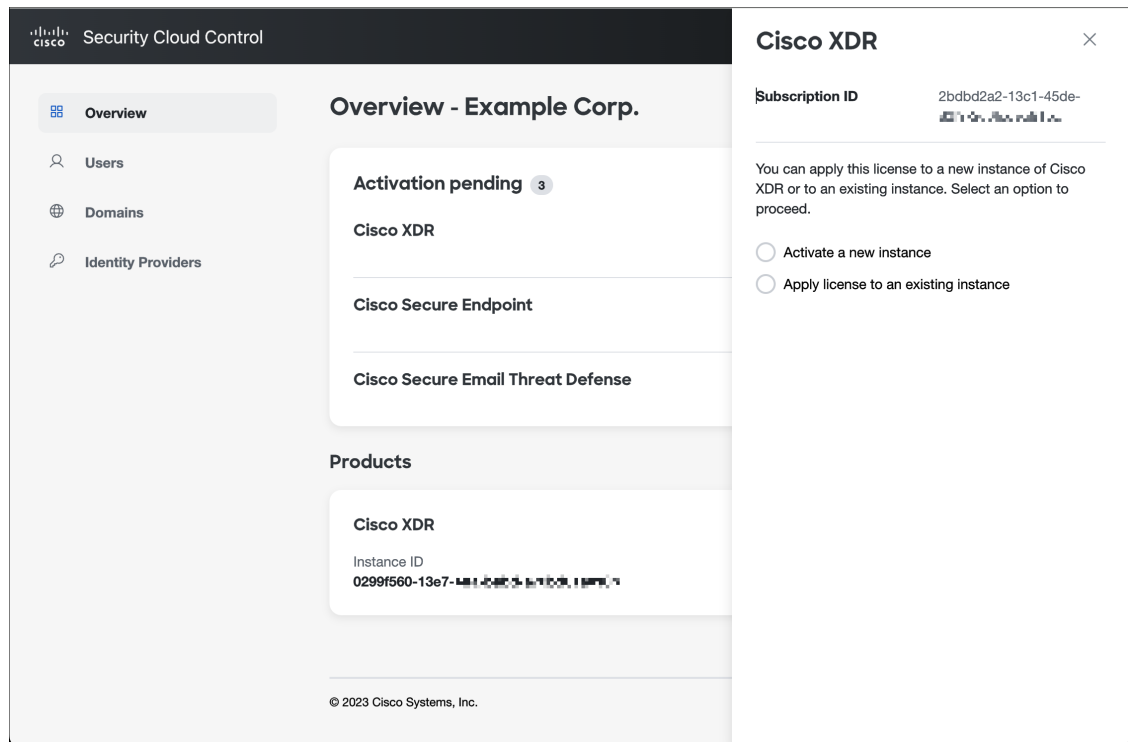 CISCO
Security Cloud Control
Overview
Users
Domains
Identity Providers
Overview - Example Corp.
Activation pending 3
Cisco XDR
Cisco Secure Endpoint
Cisco Secure Email Threat Defense
Products
Cisco XDR
Instance ID
0299f560-13e7-
© 2023 Cisco Systems, Inc.
Cisco XDR
Subscription ID 2bdbd2a2-13c1-45de-
You can apply this license to a new instance of Cisco
XDR or to an existing instance. Select an option to
proceed.
Activate a new instance
Apply license to an existing instance